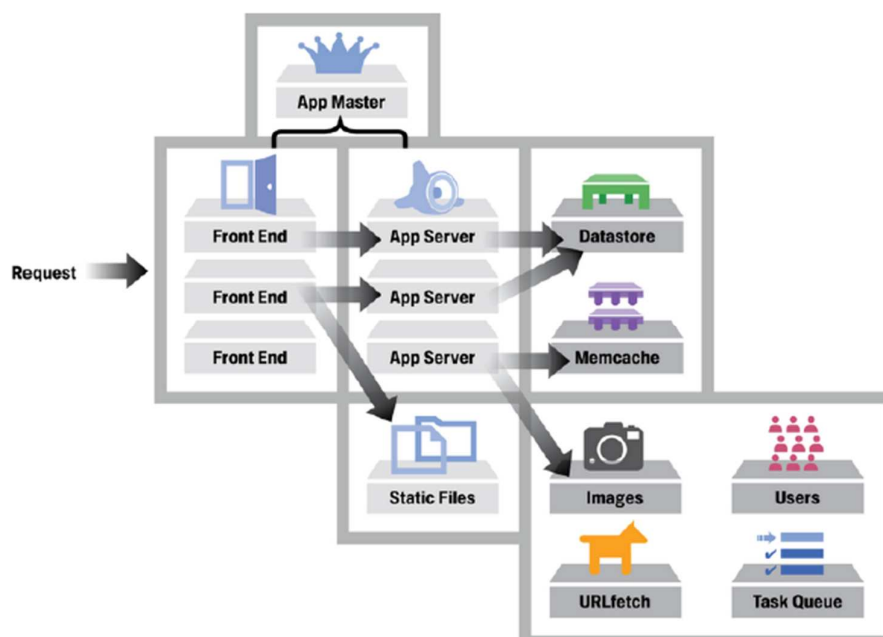 App Master
Front End
App Server
Datastore
Request
Front End
App Server
Front End
App Server
Memcache
Static Files
Images
Users
URLfetch
Task Queue